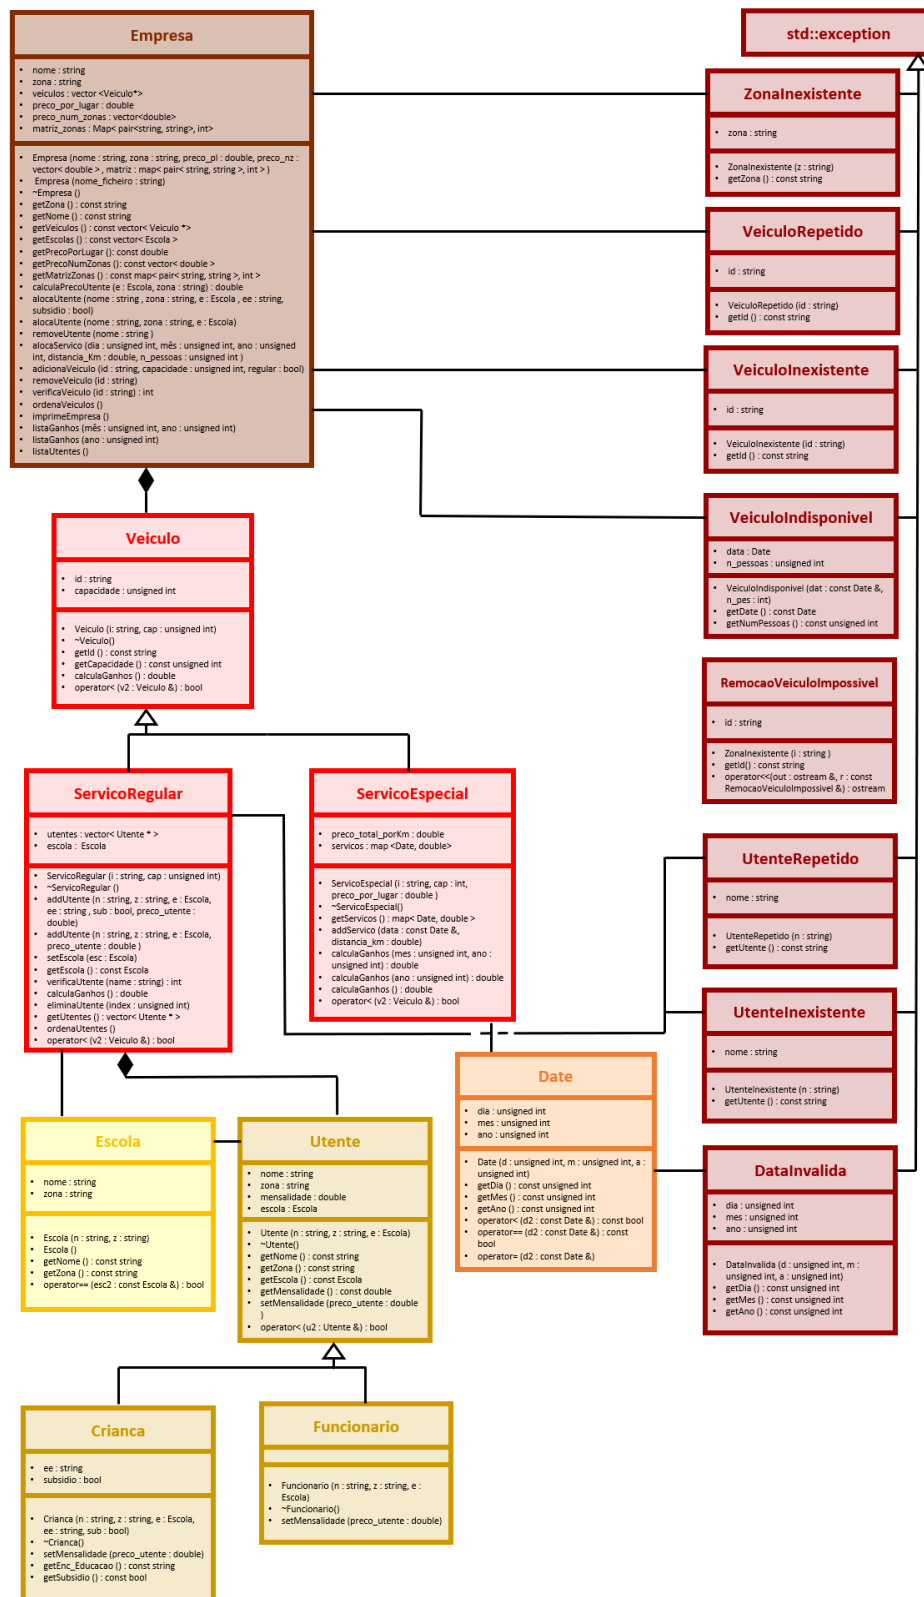 Empresa
• nome : string
• zona : string
• veiculos : vector <Veiculo*>
• preco_por_lugar : double
• preco_num_zonas : vector<double>
• matriz_zonas : Map< pair<string, string>, int>
• Empresa (nome : string, zona : string, preco_pl : double, preco_nz :
vector< double > , matriz : map< pair< string, string >, int > )
• Empresa (nome_ficheiro : string)
• ~Empresa ()
• getZona () : const string
• getNome () : const string
• getVeiculos () : const vector< Veiculo *>
• getEscolas () : const vector< Escola >
• getPrecoPorLugar (): const double
• getPrecoNumZonas (): const vector< double >
• getMatrizZonas () : const map< pair< string, string >, int >
• calculaPrecoUtente (e : Escola, zona : string) : double
• alocaUtente (nome : string , zona : string, e : Escola , ee : string,
subsidio : bool)
• alocaUtente (nome : string, zona : string, e : Escola)
• removeUtente (nome : string )
• alocaServico (dia : unsigned int, mês : unsigned int, ano : unsigned
int, distancia_Km : double, n_pessoas : unsigned int )
• adicionaVeiculo (id : string, capacidade : unsigned int, regular : bool)
• removeVeiculo (id : string)
• verificaVeiculo (id : string) : int
• ordenaVeiculos ()
• imprimeEmpresa ()
• listaGanhos (mês : unsigned int, ano : unsigned int)
• listaGanhos (ano : unsigned int)
• listaUtentes ()
std::exception
ZonaInexistente
• zona : string
• ZonaInexistente (z : string)
• getZona () : const string
VeiculoRepetido
• id : string
• VeiculoRepetido (id : string)
• getId () : const string
VeiculoInexistente
• id : string
• VeiculoInexistente (id : string)
• getId () : const string
VeiculoIndisponivel
• data : Date
• n_pessoas : unsigned int
• VeiculoIndisponivel (dat : const Date &,
n_pes : int)
• getDate () : const Date
• getNumPessoas () : const unsigned int
Veiculo
• id : string
• capacidade : unsigned int
• Veiculo (i: string, cap : unsigned int)
• ~Veiculo()
• getId () : const string
• getCapacidade () : const unsigned int
• calculaGanhos () : double
• operator< (v2 : Veiculo &) : bool
RemocaoVeiculoImpossivel
• id : string
• ZonaInexistente (i : string )
• getId() : const string
• operator<<(out : ostream &, r : const
RemocaoVeiculoImpossivel &) : ostream
ServicoRegular
• utentes : vector< Utente * >
• escola : Escola
• ServicoRegular (i : string, cap : unsigned int)
• ~ServicoRegular ()
• addUtente (n : string, z : string, e : Escola,
ee : string , sub : bool, preco_utente :
double)
• addUtente (n : string, z : string, e : Escola,
preco_utente : double )
• setEscola (esc : Escola)
• getEscola () : const Escola
• verificaUtente (name : string) : int
• calculaGanhos () : double
• eliminaUtente (index : unsigned int)
• getUtentes () : vector< Utente * >
• ordenaUtentes ()
• operator< (v2 : Veiculo &) : bool
ServicoEspecial
• preco_total_porKm : double
• servicos : map <Date, double>
• ServicoEspecial (i : string, cap : int,
preco_por_lugar : double )
• ~ServicoEspecial()
• getServicos () : map< Date, double >
• addServico (data : const Date &,
distancia_km : double)
• calculaGanhos (mes : unsigned int, ano :
unsigned int) : double
• calculaGanhos (ano : unsigned int) : double
• calculaGanhos () : double
• operator< (v2 : Veiculo &) : bool
UtenteRepetido
• nome : string
• UtenteRepetido (n : string)
• getUtente () : const string
UtenteInexistente
• nome : string
• UtenteInexistente (n : string)
• getUtente () : const string
Date
• dia : unsigned int
• mes : unsigned int
• ano : unsigned int
• Date (d : unsigned int, m : unsigned int, a :
unsigned int)
• getDia () : const unsigned int
• getMes () : const unsigned int
• getAno () : const unsigned int
• operator< (d2 : const Date &) : const bool
• operator== (d2 : const Date &) : const
bool
• operator= (d2 : const Date &)
DataInvalida
• dia : unsigned int
• mes : unsigned int
• ano : unsigned int
• DataInvalida (d : unsigned int, m :
unsigned int, a : unsigned int)
• getDia () : const unsigned int
• getMes () : const unsigned int
• getAno () : const unsigned int
Escola
• nome : string
• zona : string
• Escola (n : string, z : string)
• Escola ()
• getNome () : const string
• getZona () : const string
• operator== (esc2 : const Escola &) : bool
Utente
• nome : string
• zona : string
• mensalidade : double
• escola : Escola
• Utente (n : string, z : string, e : Escola)
• ~Utente()
• getNome () : const string
• getZona () : const string
• getEscola () : const Escola
• getMensalidade () : const double
• setMensalidade (preco_utente : double
)
• operator< (u2 : Utente &) : bool
Crianca
• ee : string
• subsidio : bool
• Crianca (n : string, z : string, e : Escola,
ee : string, sub : bool)
• ~Crianca()
• setMensalidade (preco_utente : double)
• getEnc_Educacao () : const string
• getSubsidio () : const bool
Funcionario
• Funcionario (n : string, z : string, e :
Escola)
• ~Funcionario()
• setMensalidade (preco_utente : double)